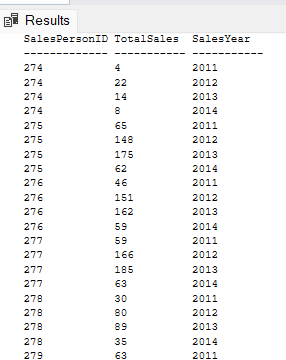 Results
SalesPersonID TotalSales SalesYear
------------- ----------- -----------
274 4 2011
274 22 2012
274 14 2013
274 8 2014
275 65 2011
275 148 2012
275 175 2013
275 62 2014
276 46 2011
276 151 2012
276 162 2013
276 59 2014
277 59 2011
277 166 2012
277 185 2013
277 63 2014
278 30 2011
278 80 2012
278 89 2013
278 35 2014
279 63 2011